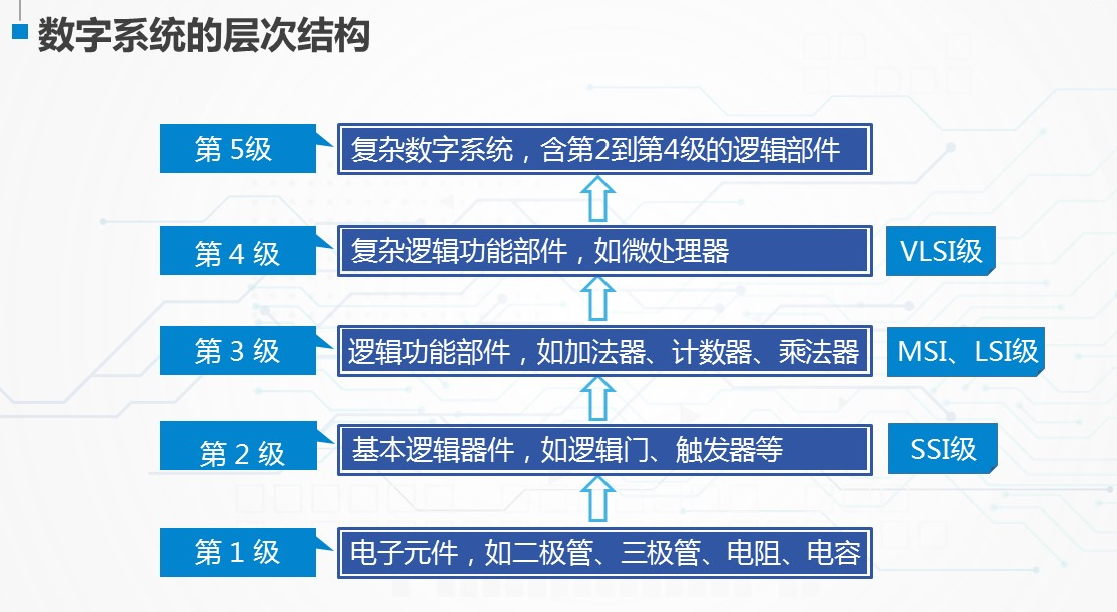 数字系统的层次结构
第 5级
复杂数字系统，含第2到第4级的逻辑部件
第 4 级
复杂逻辑功能部件，如微处理器
VLSI级
第 3 级
逻辑功能部件，如加法器、计数器、乘法器
MSI、LSI级
第 2 级
基本逻辑器件，如逻辑门、触发器等
SSI级
第 1 级
电子元件，如二极管、三极管、电阻、电容